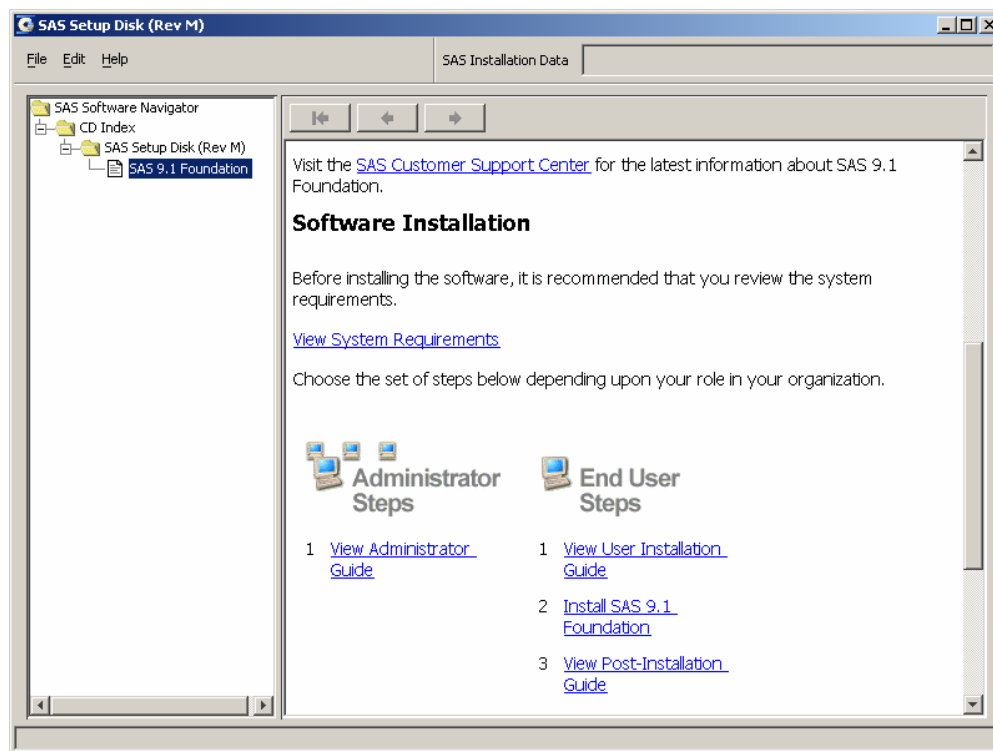 SAS Setup Disk (Rev M)
File Edit Help
SAS Installation Data
SAS Software Navigator
CD Index
SAS Setup Disk (Rev M)
SAS 9.1 Foundation
Visit the SAS Customer Support Center for the latest information about SAS 9.1
Foundation.
Software Installation
Before installing the software, it is recommended that you review the system
requirements.
View System Requirements
Choose the set of steps below depending upon your role in your organization.
Administrator
Steps
1 View Administrator
Guide
End User
Steps
1 View User Installation
Guide
2 Install SAS 9.1
Foundation
3 View Post-Installation
Guide